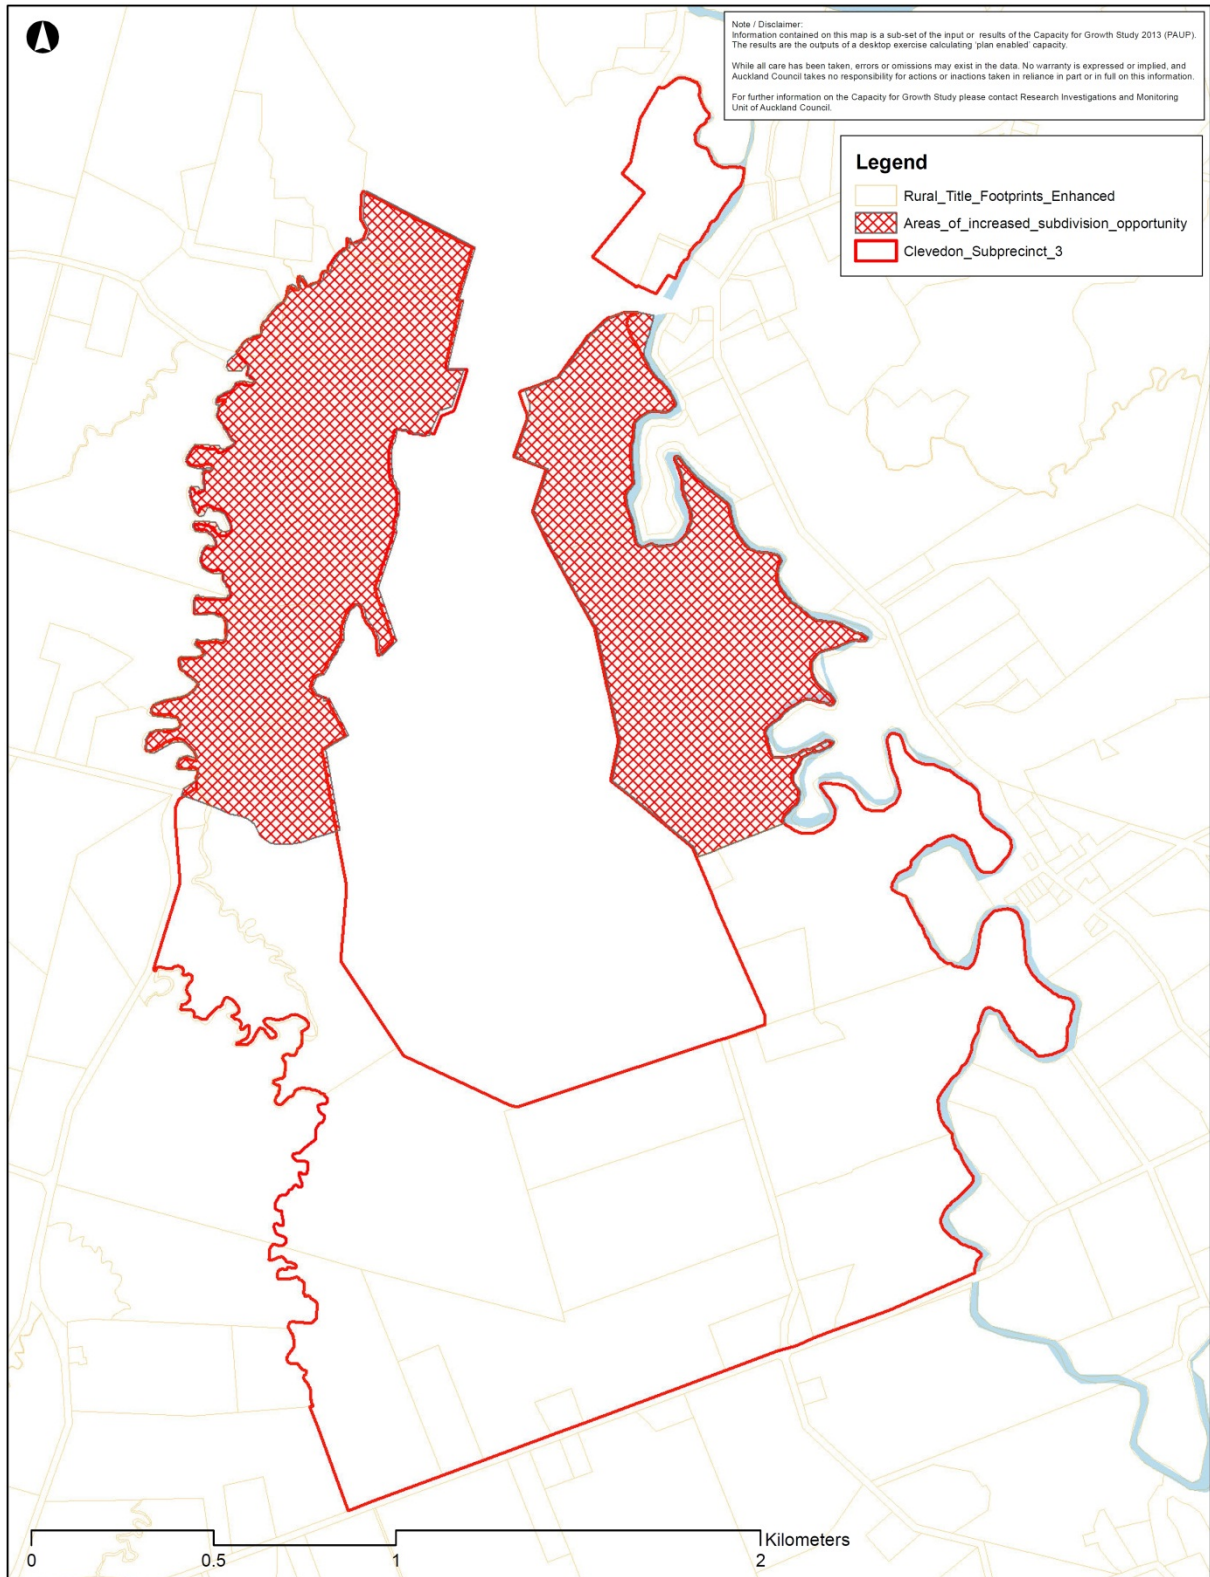 Note / Disclaimer:
Information contained on this map is a sub-set of the input or results of the Capacity for Growth Study 2013 (PAUP).
The results are the outputs of a desktop exercise calculating 'plan enabled' capacity.
While all care has been taken, errors or omissions may exist in the data. No warranty is expressed or implied, and
Auckland Council takes no responsibility for actions or inactions taken in reliance in part or in full on this information.
For further information on the Capacity for Growth Study please contact Research Investigations and Monitoring
Unit of Auckland Council.
Legend
Rural_Title_Footprints_Enhanced
Areas_of_increased_subdivision_opportunity
Clevedon_Subprecinct_3
Kilometers
0 0.5 1 2